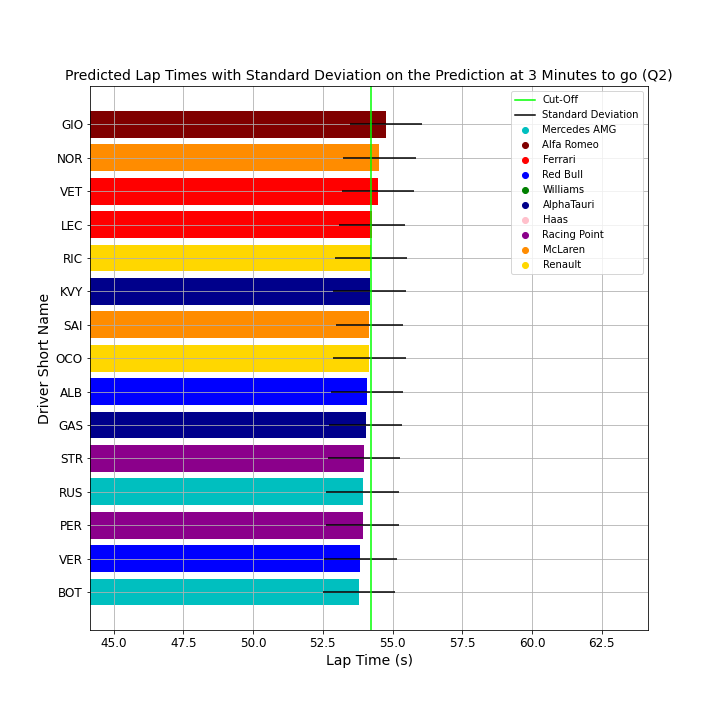 Predicted Lap Times with Standard Deviation on the Prediction at 3 Minutes to go (Q2)
Cut-Off
Standard Deviation
Mercedes AMG
Alfa Romeo
Ferrari
Red Bull
Williams
AlphaTauri
Haas
Racing Point
McLaren
Renault
Driver Short Name
GIO
NOR
VET
LEC
RIC
KVY
SAI
OCO
ALB
GAS
STR
RUS
PER
VER
BOT
45.0 47.5 50.0 52.5 55.0 57.5 60.0 62.5
Lap Time (s)